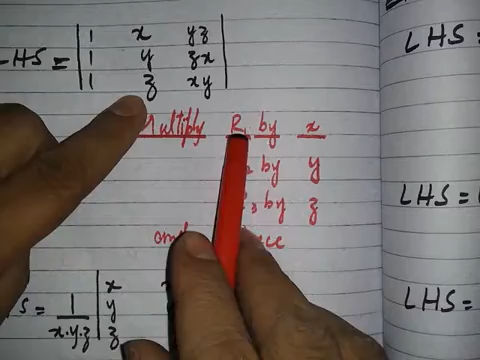 LHS = | 1 x yz |
| 1 y zx |
| 1 z xy |
Multiply R₁ by x
by y
by z
LHS =
x
S = 1 y
x.y.z z
LHS =
LHS =